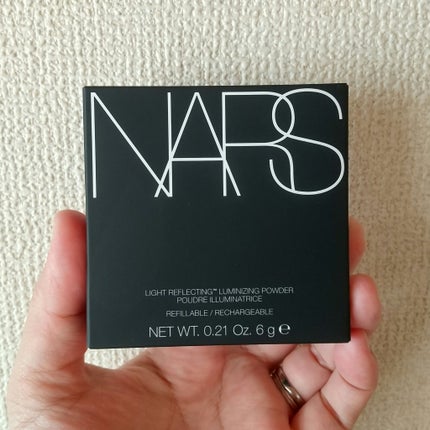 NARS
LIGHT REFLECTING™ LUMINIZING POWDER
POUDRE ILLUMINATRICE
REFILLABLE / RECHARGEABLE
NET WT. 0.21 Oz. 6 g ℮